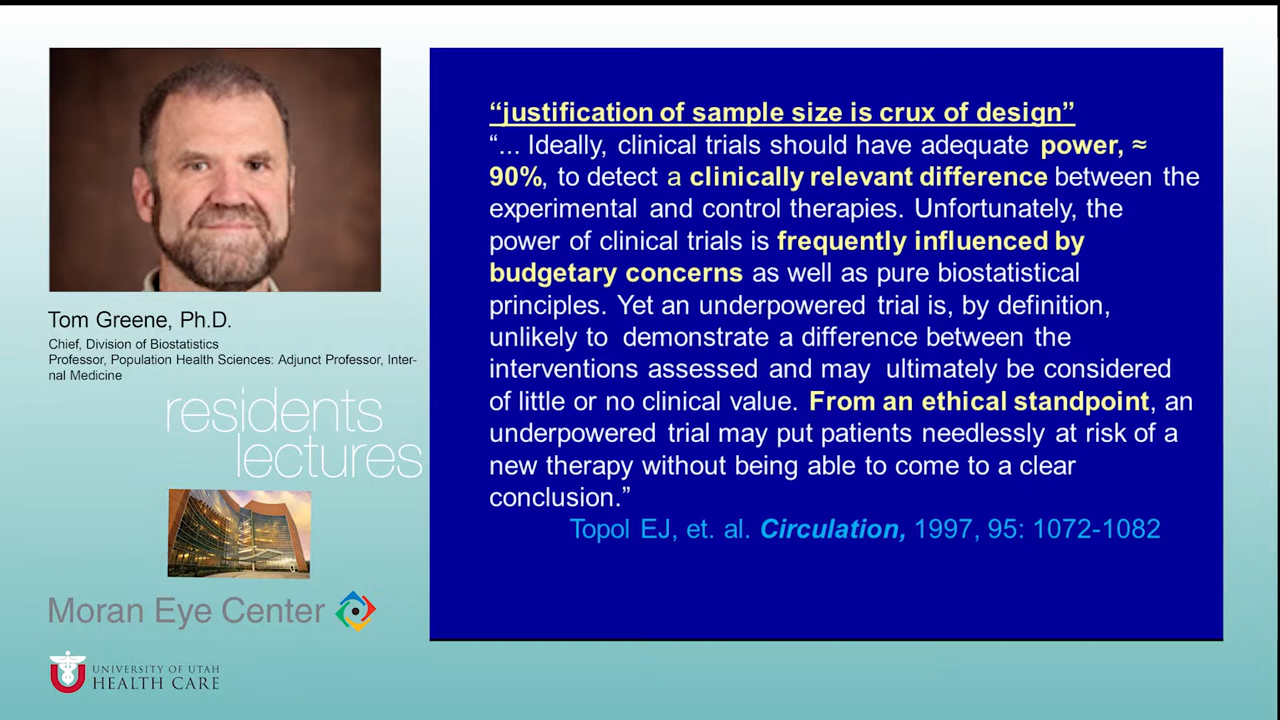 Tom Greene, Ph.D.
Chief, Division of Biostatistics
Professor, Population Health Sciences: Adjunct Professor, Inter-
nal Medicine
residents
lectures
Moran Eye Center
UNIVERSITY OF UTAH
HEALTH CARE
“justification of sample size is crux of design”
“... Ideally, clinical trials should have adequate power, ≈
90%, to detect a clinically relevant difference between the
experimental and control therapies. Unfortunately, the
power of clinical trials is frequently influenced by
budgetary concerns as well as pure biostatistical
principles. Yet an underpowered trial is, by definition,
unlikely to demonstrate a difference between the
interventions assessed and may ultimately be considered
of little or no clinical value. From an ethical standpoint, an
underpowered trial may put patients needlessly at risk of a
new therapy without being able to come to a clear
conclusion.”
Topol EJ, et. al. Circulation, 1997, 95: 1072-1082